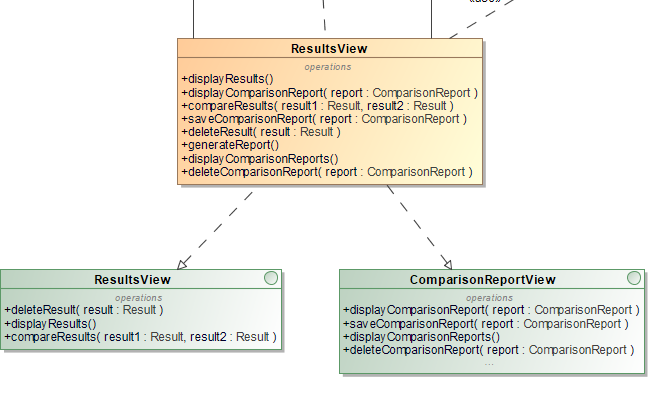 «use»
ResultsView
operations
+displayResults()
+displayComparisonReport( report : ComparisonReport )
+compareResults( result1 : Result, result2 : Result )
+saveComparisonReport( report : ComparisonReport )
+deleteResult( result : Result )
+generateReport()
+displayComparisonReports()
+deleteComparisonReport( report : ComparisonReport )
ResultsView
operations
+deleteResult( result : Result )
+displayResults()
+compareResults( result1 : Result, result2 : Result )
ComparisonReportView
operations
+displayComparisonReport( report : ComparisonReport )
+saveComparisonReport( report : ComparisonReport )
+displayComparisonReports()
+deleteComparisonReport( report : ComparisonReport )
...